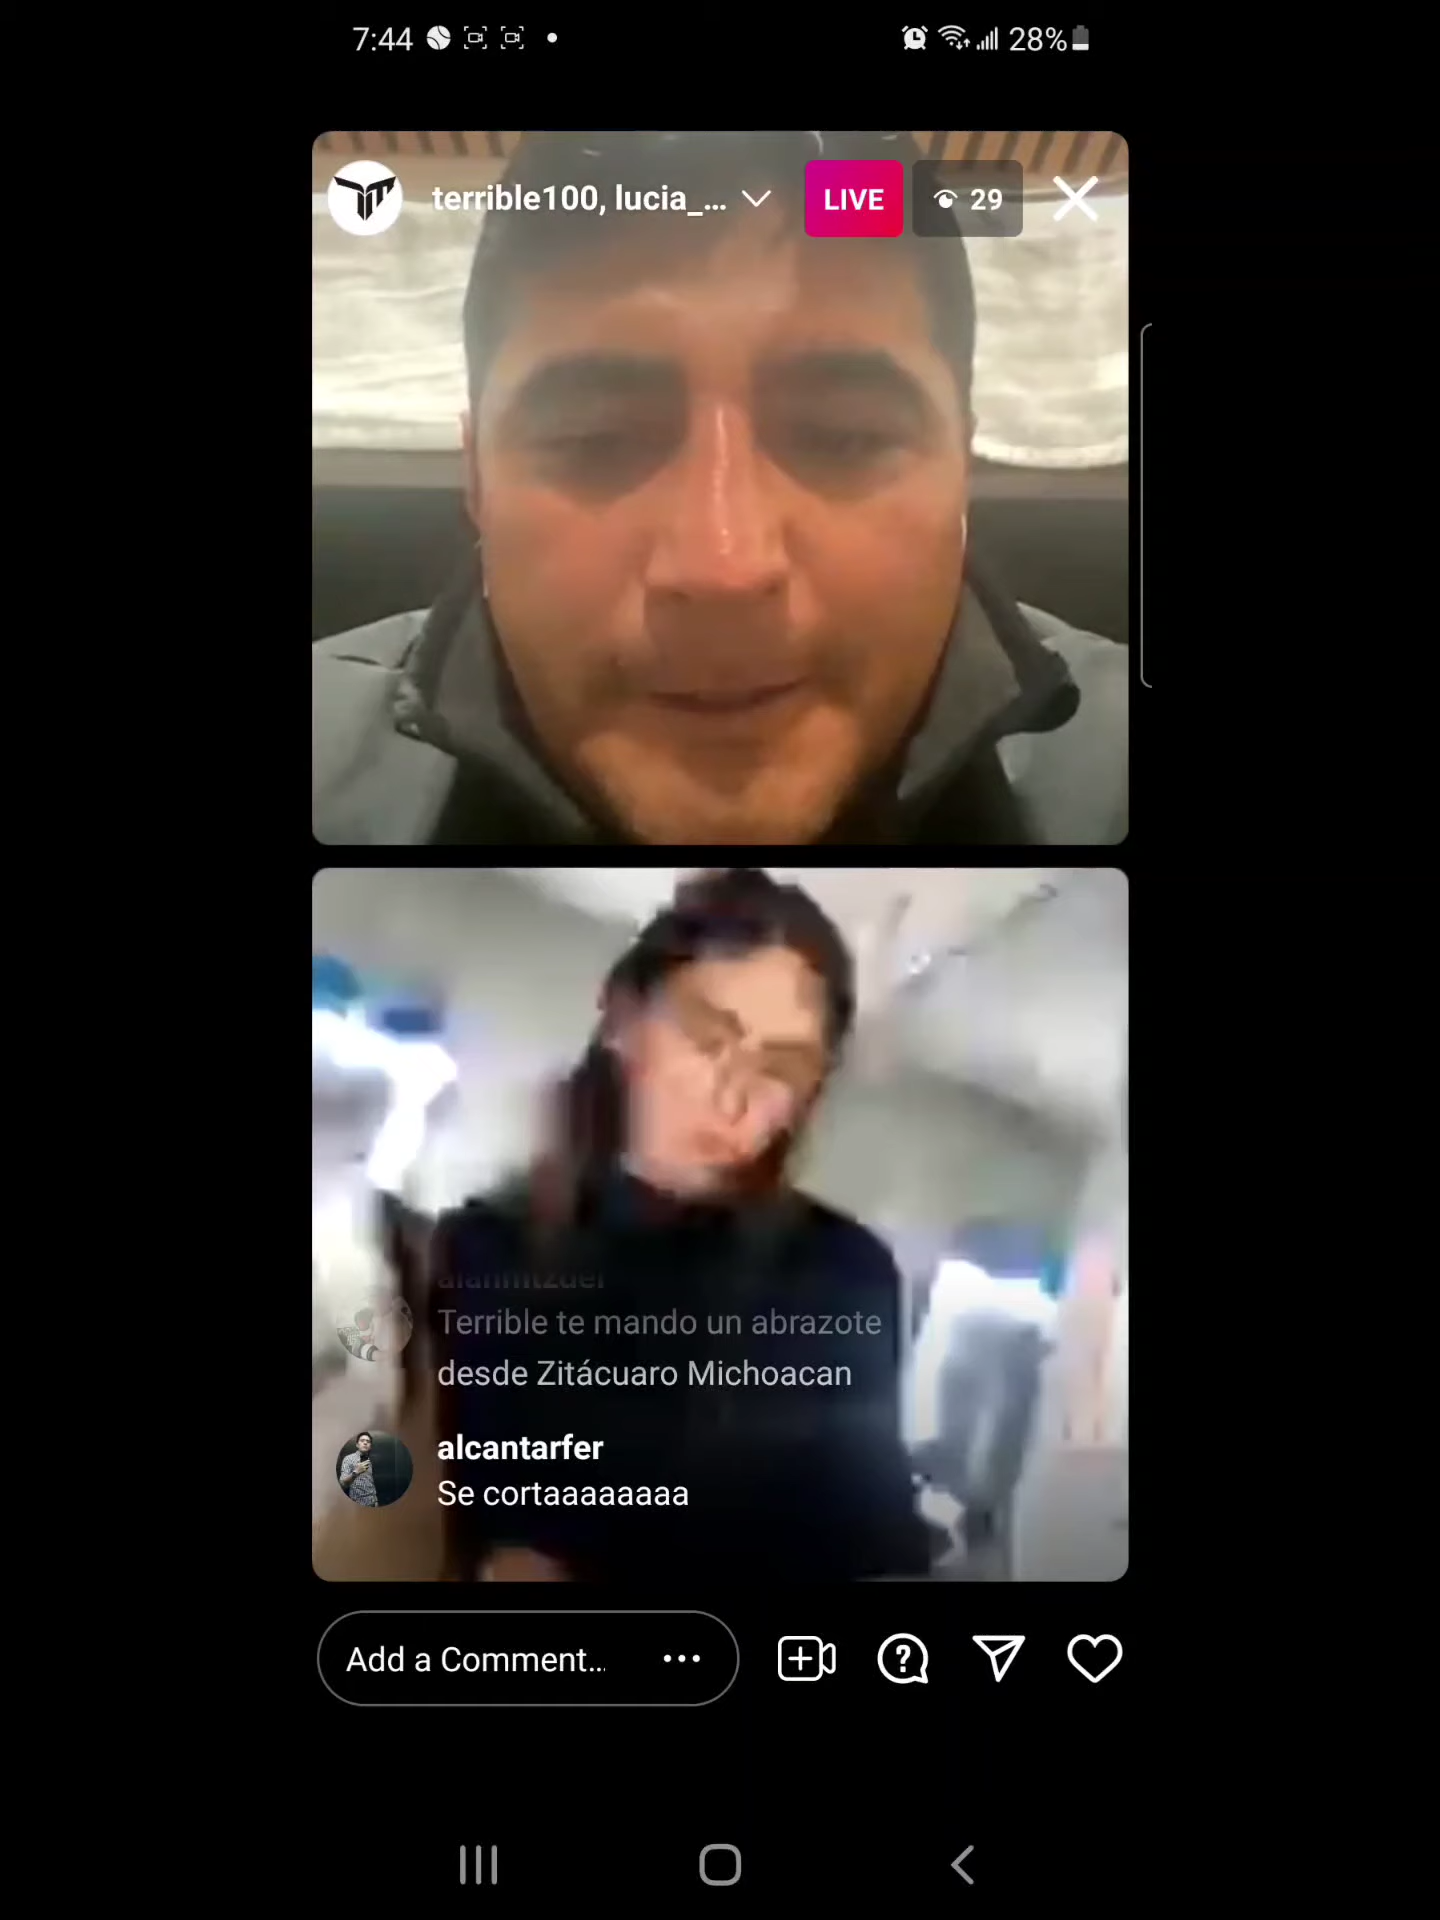 7:44
28%
terrible100, lucia_...
LIVE
29
alanmtzdel
Terrible te mando un abrazote
desde Zitácuaro Michoacan
alcantarfer
Se cortaaaaaaaa
Add a Comment...